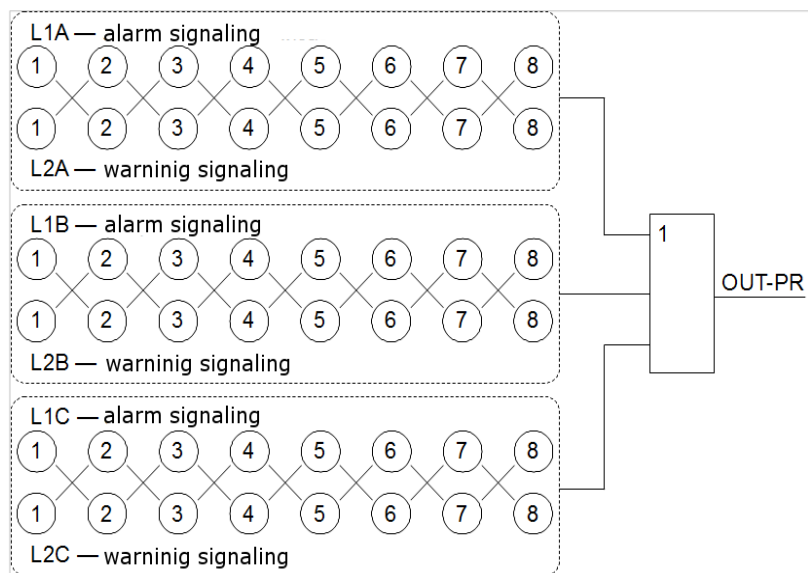 L1A — alarm signaling
1 2 3 4 5 6 7 8
1 2 3 4 5 6 7 8
L2A — warninig signaling
L1B — alarm signaling
1 2 3 4 5 6 7 8
1 2 3 4 5 6 7 8
L2B — warninig signaling
L1C — alarm signaling
1 2 3 4 5 6 7 8
1 2 3 4 5 6 7 8
L2C — warninig signaling
1
OUT-PR